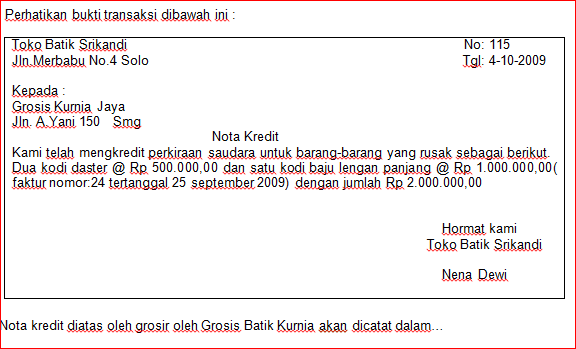 Perhatikan bukti transaksi dibawah ini :
Toko Batik Srikandi No: 115
Jln.Merbabu No.4 Solo Tgl: 4-10-2009
Kepada :
Grosis Kurnia Jaya
Jln. A.Yani 150 Smg
Nota Kredit
Kami telah mengkredit perkiraan saudara untuk barang-barang yang rusak sebagai berikut.
Dua kodi daster @ Rp 500.000,00 dan satu kodi baju lengan panjang @ Rp 1.000.000,00(
faktur nomor:24 tertanggal 25 september 2009) dengan jumlah Rp 2.000.000,00
Hormat kami
Toko Batik Srikandi
Nena Dewi
Nota kredit diatas oleh grosir oleh Grosis Batik Kurnia akan dicatat dalam...